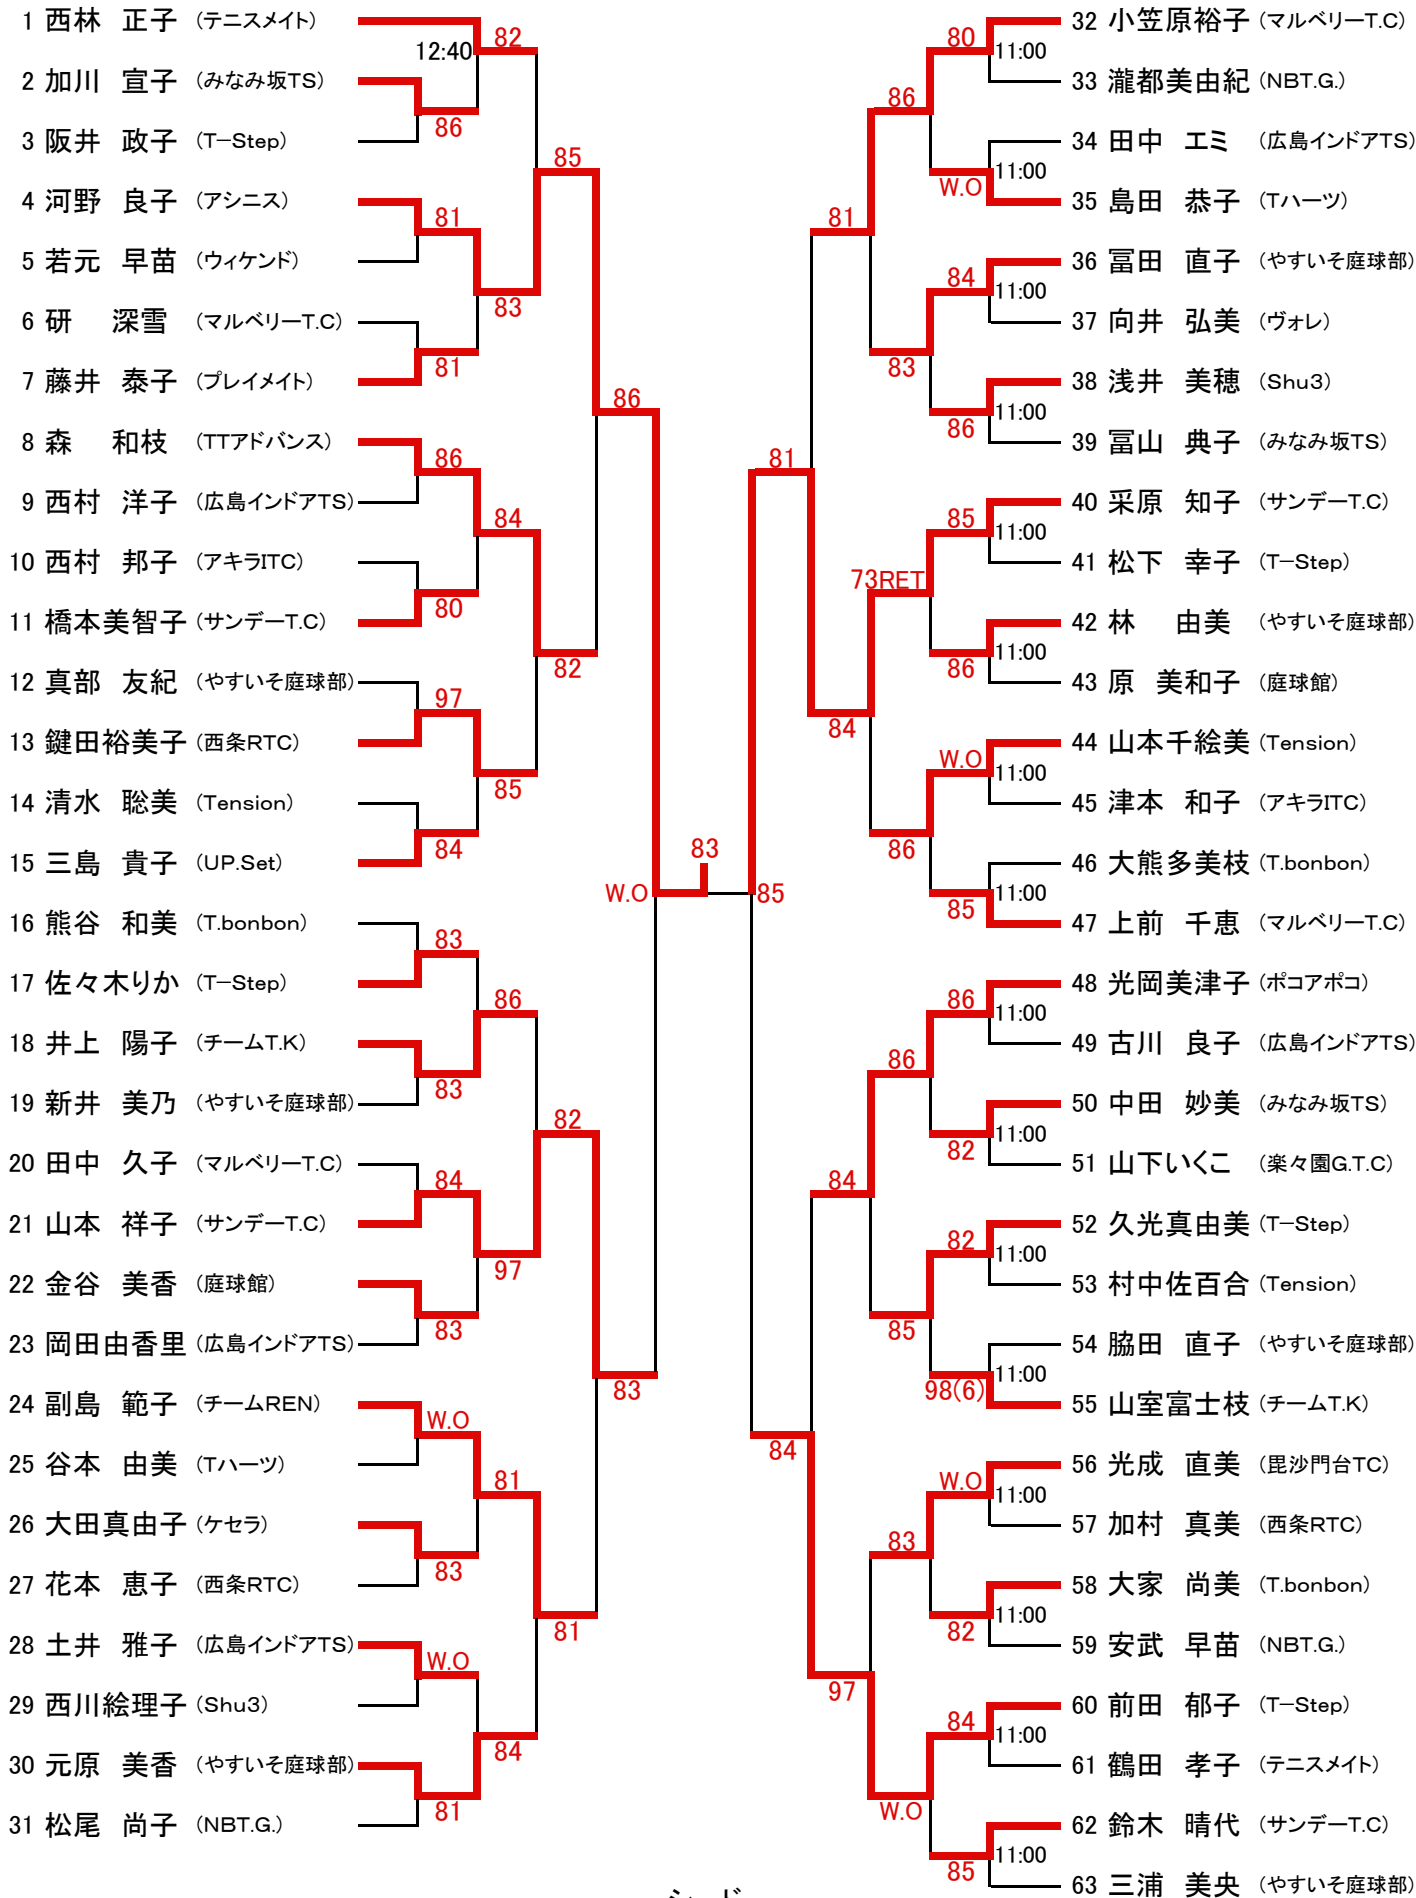 1 西林 正子 (テニスメイト)
12:40
82
2 加川 宣子 (みなみ坂TS)
86
3 阪井 政子 (T-Step)
85
4 河野 良子 (アシニス)
81
5 若元 早苗 (ウィケンド)
83
6 研 深雪 (マルベリーT.C)
81
7 藤井 泰子 (プレイメイト)
86
8 森 和枝 (TTアドバンス)
86
9 西村 洋子 (広島インドアTS)
84
10 西村 邦子 (アキラITC)
80
11 橋本美智子 (サンデーT.C)
82
12 真部 友紀 (やすいそ庭球部)
97
13 鍵田裕美子 (西条RTC)
85
14 清水 聡美 (Tension)
84
15 三島 貴子 (UP.Set)
W.O
83
85
16 熊谷 和美 (T.bonbon)
83
17 佐々木りか (T-Step)
86
18 井上 陽子 (チームT.K)
83
19 新井 美乃 (やすいそ庭球部)
82
20 田中 久子 (マルベリーT.C)
84
21 山本 祥子 (サンデーT.C)
97
22 金谷 美香 (庭球館)
83
23 岡田由香里 (広島インドアTS)
83
24 副島 範子 (チームREN)
W.O
25 谷本 由美 (Tハーツ)
81
26 大田真由子 (ケセラ)
83
27 花本 恵子 (西条RTC)
81
28 土井 雅子 (広島インドアTS)
W.O
29 西川絵理子 (Shu3)
84
30 元原 美香 (やすいそ庭球部)
81
31 松尾 尚子 (NBT.G.)
32 小笠原裕子 (マルベリーT.C)
80
11:00
33 瀧都美由紀 (NBT.G.)
86
34 田中 エミ (広島インドアTS)
W.O
11:00
35 島田 恭子 (Tハーツ)
81
36 冨田 直子 (やすいそ庭球部)
84
11:00
37 向井 弘美 (ヴォレ)
83
38 浅井 美穂 (Shu3)
86
11:00
39 冨山 典子 (みなみ坂TS)
81
40 采原 知子 (サンデーT.C)
85
11:00
41 松下 幸子 (T-Step)
73RET
42 林 由美 (やすいそ庭球部)
86
11:00
43 原 美和子 (庭球館)
84
44 山本千絵美 (Tension)
W.O
11:00
45 津本 和子 (アキラITC)
86
46 大熊多美枝 (T.bonbon)
85
11:00
47 上前 千恵 (マルベリーT.C)
48 光岡美津子 (ポコアポコ)
86
11:00
49 古川 良子 (広島インドアTS)
86
50 中田 妙美 (みなみ坂TS)
82
11:00
51 山下いくこ (楽々園G.T.C)
84
52 久光真由美 (T-Step)
82
11:00
53 村中佐百合 (Tension)
85
54 脇田 直子 (やすいそ庭球部)
98(6)
11:00
55 山室富士枝 (チームT.K)
84
56 光成 直美 (毘沙門台TC)
W.O
11:00
57 加村 真美 (西条RTC)
83
58 大家 尚美 (T.bonbon)
82
11:00
59 安武 早苗 (NBT.G.)
97
60 前田 郁子 (T-Step)
84
11:00
61 鶴田 孝子 (テニスメイト)
W.O
62 鈴木 晴代 (サンデーT.C)
85
11:00
63 三浦 美央 (やすいそ庭球部)
シード